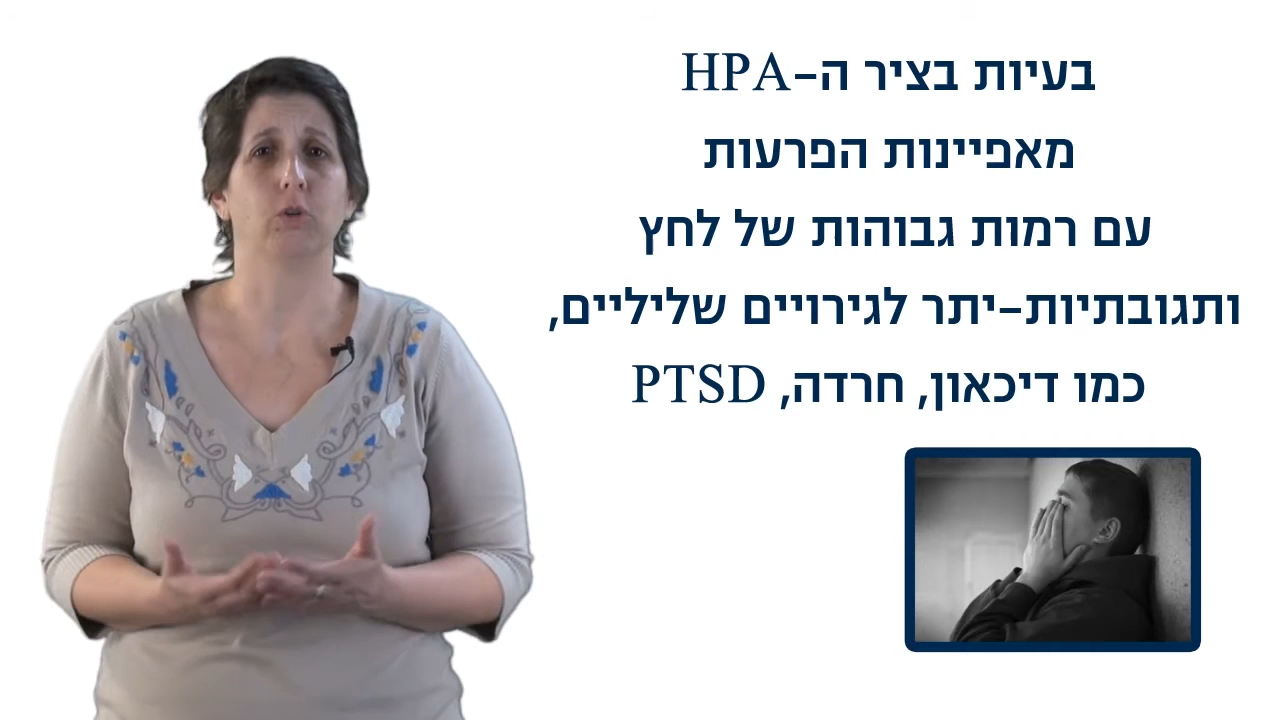 בעיות בציר ה-HPA
מאפיינות הפרעות
עם רמות גבוהות של לחץ
ותגובתיות-יתר לגירויים שליליים,
כמו דיכאון, חרדה, PTSD